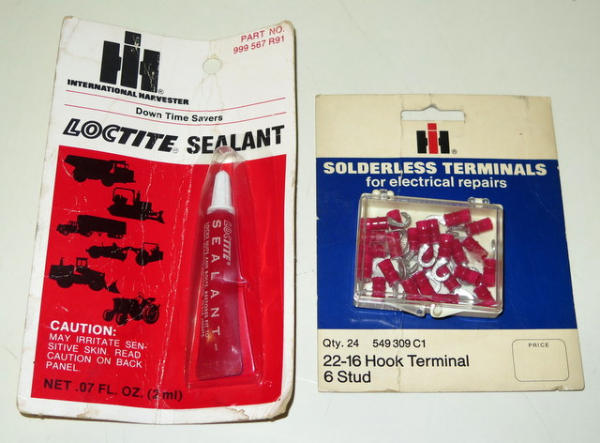 PART NO.
999 567 R91
INTERNATIONAL HARVESTER
Down Time Savers
LOCTITE® SEALANT
LOCTITE
SEALANT
CAUTION:
MAY IRRITATE SEN-
SITIVE SKIN. READ
CAUTION ON BACK
PANEL.
NET .07 FL. OZ. (2 ml)
IH®
SOLDERLESS TERMINALS
for electrical repairs
Qty. 24 549 309 C1
22-16 Hook Terminal
6 Stud
PRICE